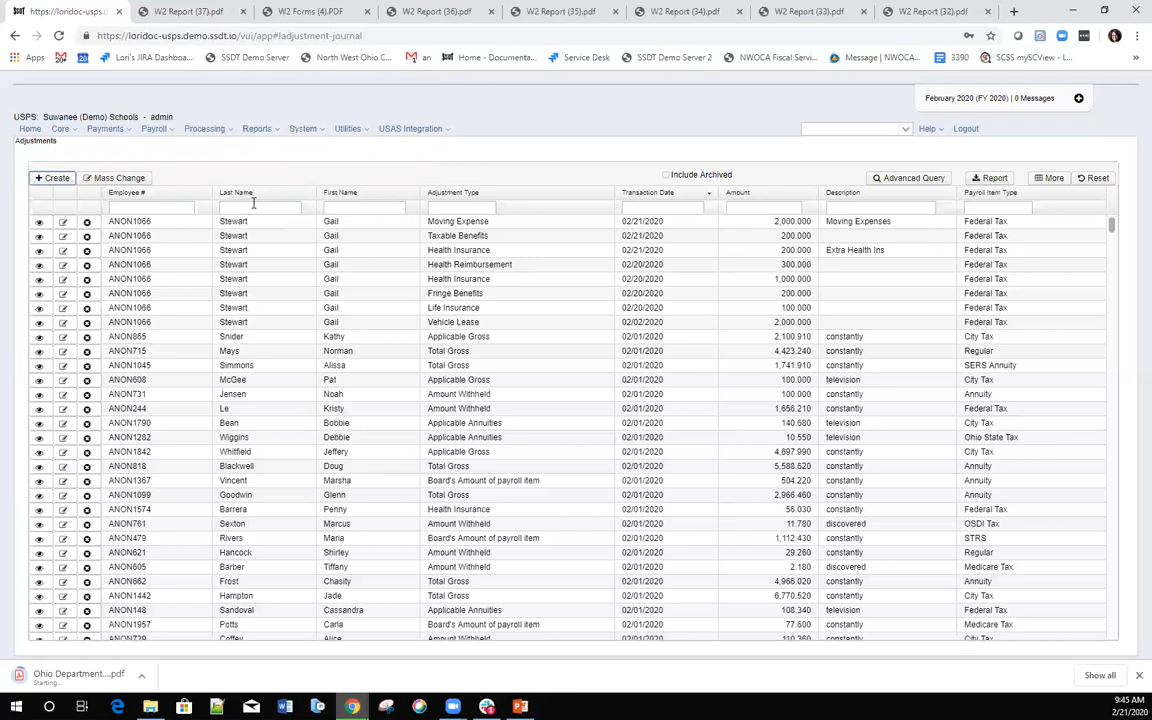 https://loridoc-usps.demo.ssdt.io/
W2 Report (37).pdf
W2 Forms (4).PDF
W2 Report (36).pdf
W2 Report (35).pdf
W2 Report (34).pdf
W2 Report (33).pdf
W2 Report (32).pdf
https://loridoc-usps.demo.ssdt.io/vui/app#!adjustment-journal
Apps
Lori's JIRA Dashboa...
SSDT Demo Server
North West Ohio C...
an
Home - Documenta...
Service Desk
SSDT Demo Server 2
NWOCA Fiscal Servi...
Message | NWOCA...
3390
SCSS mySCView - L...
February 2020 (FY 2020) | 0 Messages
USPS: Suwanee (Demo) Schools - admin
Home Core Payments Payroll Processing Reports System Utilities USAS Integration Help Logout
Adjustments
Create Mass Change Include Archived Advanced Query Report More Reset
Employee # Last Name First Name Adjustment Type Transaction Date Amount Description Payroll Item Type
ANON1066 Stewart Gail Moving Expense 02/21/2020 2,000.000 Moving Expenses Federal Tax
ANON1066 Stewart Gail Taxable Benefits 02/21/2020 200.000 Federal Tax
ANON1066 Stewart Gail Health Insurance 02/21/2020 200.000 Extra Health Ins Federal Tax
ANON1066 Stewart Gail Health Reimbursement 02/20/2020 300.000 Federal Tax
ANON1066 Stewart Gail Health Insurance 02/20/2020 1,000.000 Federal Tax
ANON1066 Stewart Gail Fringe Benefits 02/20/2020 200.000 Federal Tax
ANON1066 Stewart Gail Life Insurance 02/20/2020 100.000 Federal Tax
ANON1066 Stewart Gail Vehicle Lease 02/02/2020 2,000.000 Federal Tax
ANON865 Snider Kathy Applicable Gross 02/01/2020 2,100.910 constantly City Tax
ANON715 Mays Norman Total Gross 02/01/2020 4,423.240 constantly Regular
ANON1045 Simmons Alissa Total Gross 02/01/2020 1,741.910 constantly SERS Annuity
ANON608 McGee Pat Applicable Gross 02/01/2020 100.000 television City Tax
ANON731 Jensen Noah Amount Withheld 02/01/2020 100.000 television Annuity
ANON244 Le Kristy Amount Withheld 02/01/2020 1,656.210 constantly Federal Tax
ANON1790 Bean Bobbie Applicable Annuities 02/01/2020 140.680 television City Tax
ANON1282 Wiggins Debbie Applicable Annuities 02/01/2020 10.550 television Ohio State Tax
ANON1842 Whitfield Jeffery Applicable Gross 02/01/2020 4,697.990 constantly City Tax
ANON818 Blackwell Doug Total Gross 02/01/2020 5,588.620 constantly Annuity
ANON1367 Vincent Marsha Board's Amount of payroll item 02/01/2020 504.220 constantly Annuity
ANON1099 Goodwin Glenn Total Gross 02/01/2020 2,966.460 constantly Annuity
ANON1574 Barrera Penny Health Insurance 02/01/2020 56.030 constantly Federal Tax
ANON761 Sexton Marcus Amount Withheld 02/01/2020 11.780 discovered OSDI Tax
ANON479 Rivers Maria Board's Amount of payroll item 02/01/2020 1,112.430 constantly STRS
ANON621 Hancock Shirley Amount Withheld 02/01/2020 29.260 constantly Regular
ANON605 Barber Tiffany Amount Withheld 02/01/2020 2.180 discovered Medicare Tax
ANON662 Frost Chasity Total Gross 02/01/2020 4,966.020 constantly Annuity
ANON1442 Hampton Jade Total Gross 02/01/2020 6,770.520 constantly Federal Tax
ANON148 Sandoval Cassandra Applicable Annuities 02/01/2020 108.340 television Federal Tax
ANON1957 Potts Carla Board's Amount of payroll item 02/01/2020 77.600 constantly Medicare Tax
ANON729 Coffey Alice Amount Withheld 02/01/2020 110.360 constantly City Tax
Ohio Department....pdf
Starting...
Show all
9:45 AM
2/21/2020